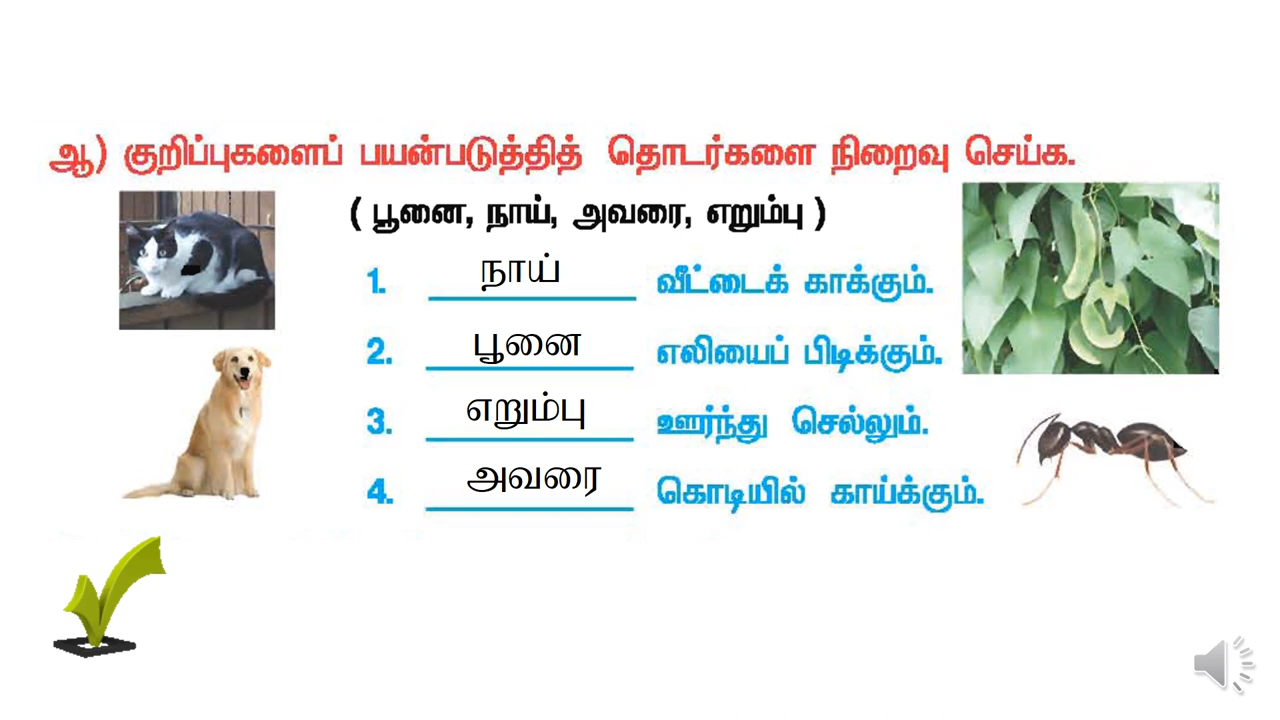 ஆ) குறிப்புகளைப் பயன்படுத்தித் தொடர்களை நிறைவு செய்க.
( பூனை, நாய், அவரை, எறும்பு )
1. நாய் வீட்டைக் காக்கும்.
2. பூனை எலியைப் பிடிக்கும்.
3. எறும்பு ஊர்ந்து செல்லும்.
4. அவரை கொடியில் காய்க்கும்.